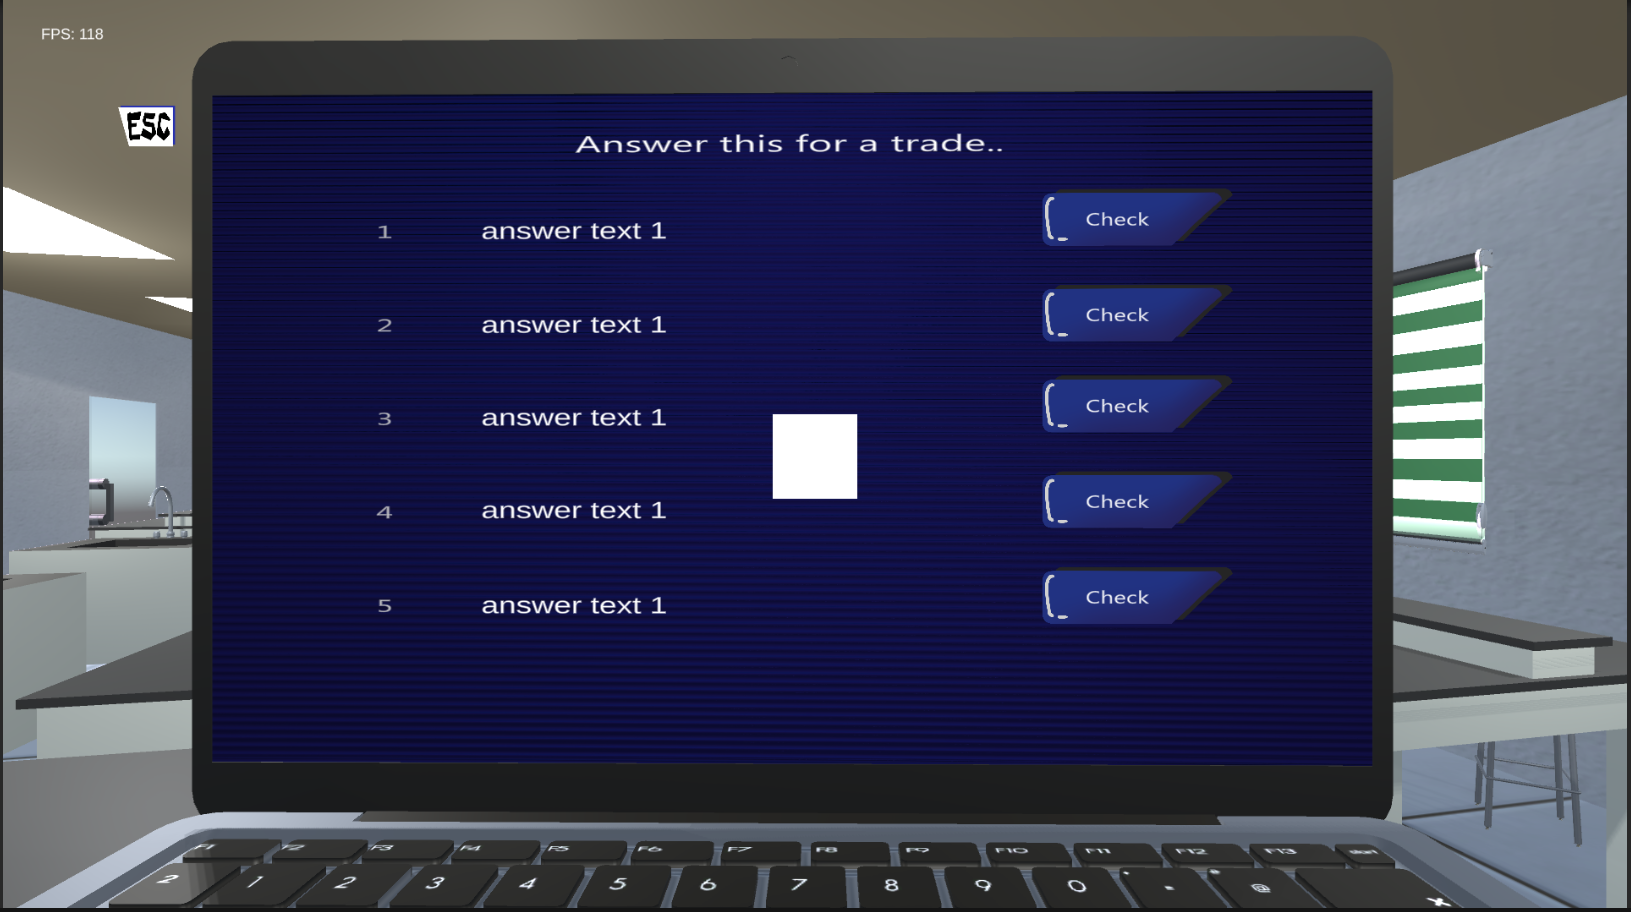 FPS: 118
ESC
Answer this for a trade..
1 answer text 1 Check
2 answer text 1 Check
3 answer text 1 Check
4 answer text 1 Check
5 answer text 1 Check
F1 F2 F3 F4 F5 F6 F7 F8 F9 F10 F11 F12 F13
2 1 2 3 4 5 6 7 8 9 0 . @